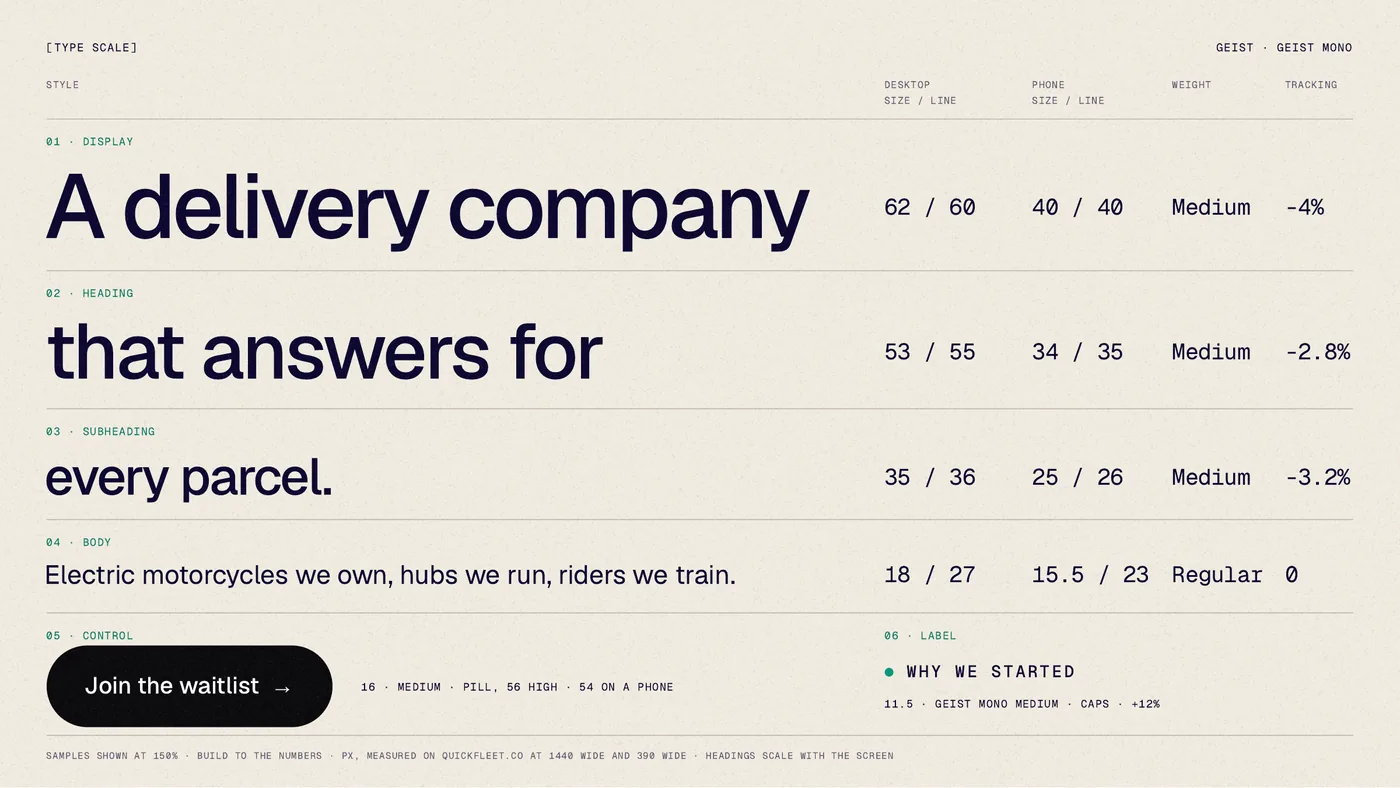 [TYPE SCALE]
GEIST · GEIST MONO
STYLE
DESKTOP
SIZE / LINE
PHONE
SIZE / LINE
WEIGHT
TRACKING
01 · DISPLAY
A delivery company
62 / 60
40 / 40
Medium
-4%
02 · HEADING
that answers for
53 / 55
34 / 35
Medium
-2.8%
03 · SUBHEADING
every parcel.
35 / 36
25 / 26
Medium
-3.2%
04 · BODY
Electric motorcycles we own, hubs we run, riders we train.
18 / 27
15.5 / 23
Regular
0
05 · CONTROL
Join the waitlist →
16 · MEDIUM · PILL, 56 HIGH · 54 ON A PHONE
06 · LABEL
● WHY WE STARTED
11.5 · GEIST MONO MEDIUM · CAPS · +12%
SAMPLES SHOWN AT 150% · BUILD TO THE NUMBERS · PX, MEASURED ON QUICKFLEET.CO AT 1440 WIDE AND 390 WIDE · HEADINGS SCALE WITH THE SCREEN